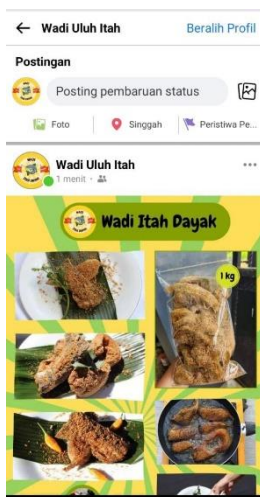 Wadi Uluh Itah
Beralih Profil
Postingan
Posting pembaruan status
Foto
Singgah
Peristiwa Pe...
Wadi Uluh Itah
1 menit
Wadi Itah Dayak
1 kg